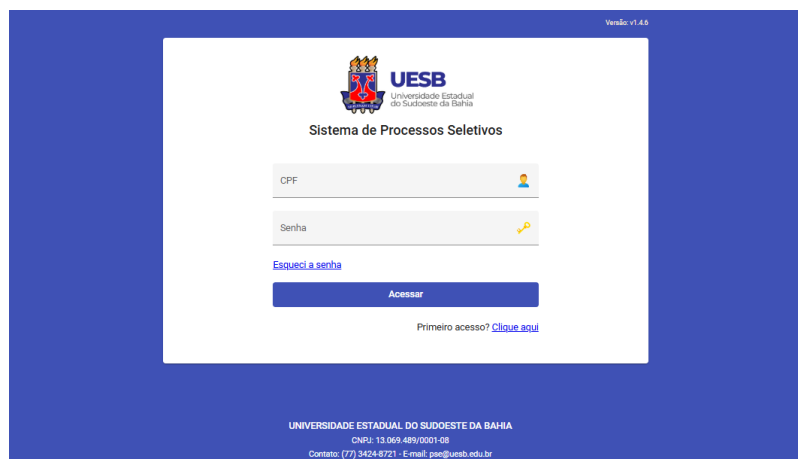 Versão: v1.4.6
UESB
Universidade Estadual
do Sudoeste da Bahia
Sistema de Processos Seletivos
CPF
Senha
Esqueci a senha
Acessar
Primeiro acesso? Clique aqui
UNIVERSIDADE ESTADUAL DO SUDOESTE DA BAHIA
CNPJ: 13.069.489/0001-08
Contato: (77) 3424-8721 - E-mail: pse@uesb.edu.br